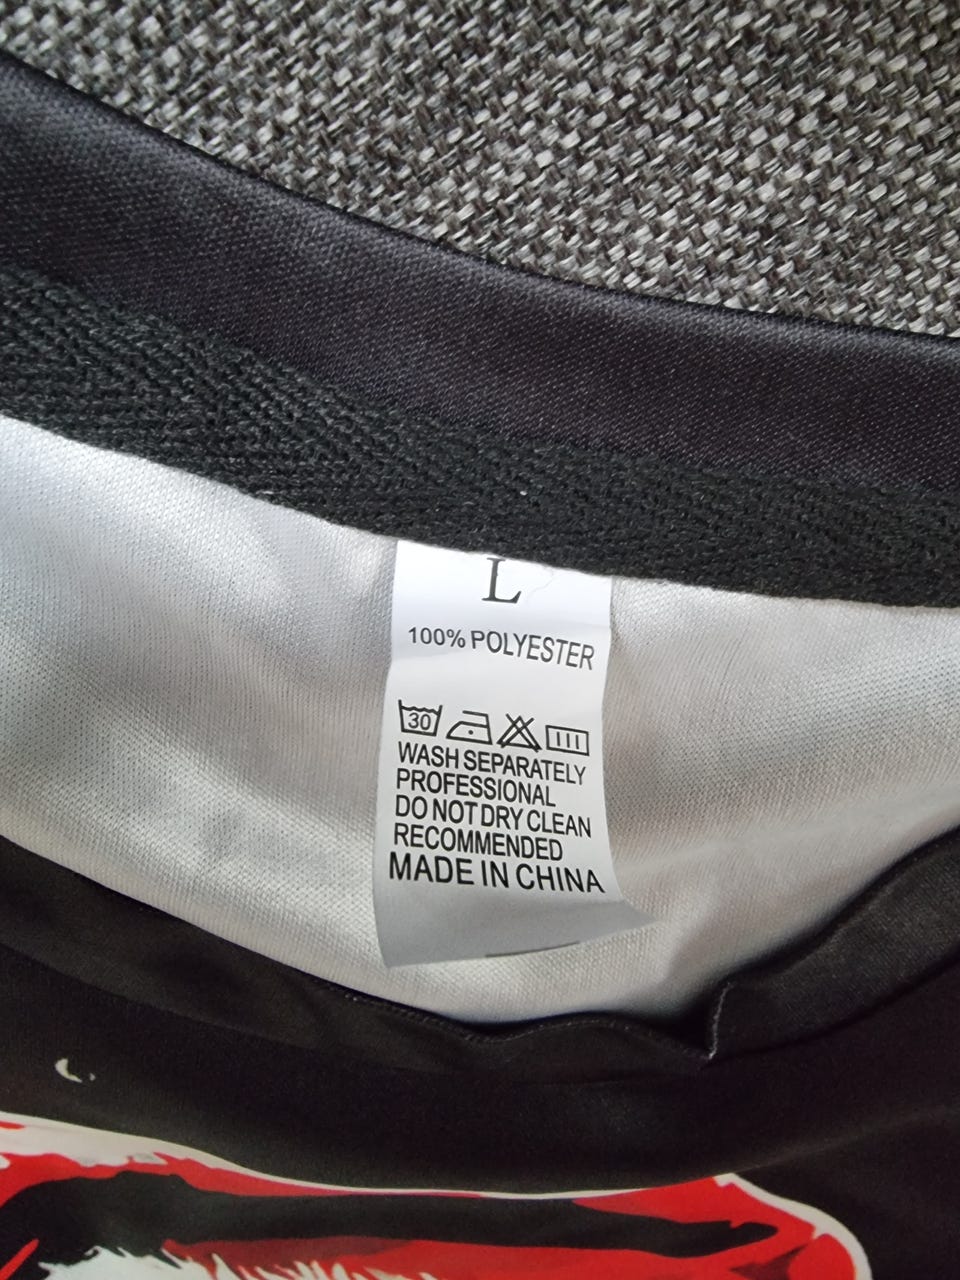 L
100% POLYESTER
30
WASH SEPARATELY
PROFESSIONAL
DO NOT DRY CLEAN
RECOMMENDED
MADE IN CHINA